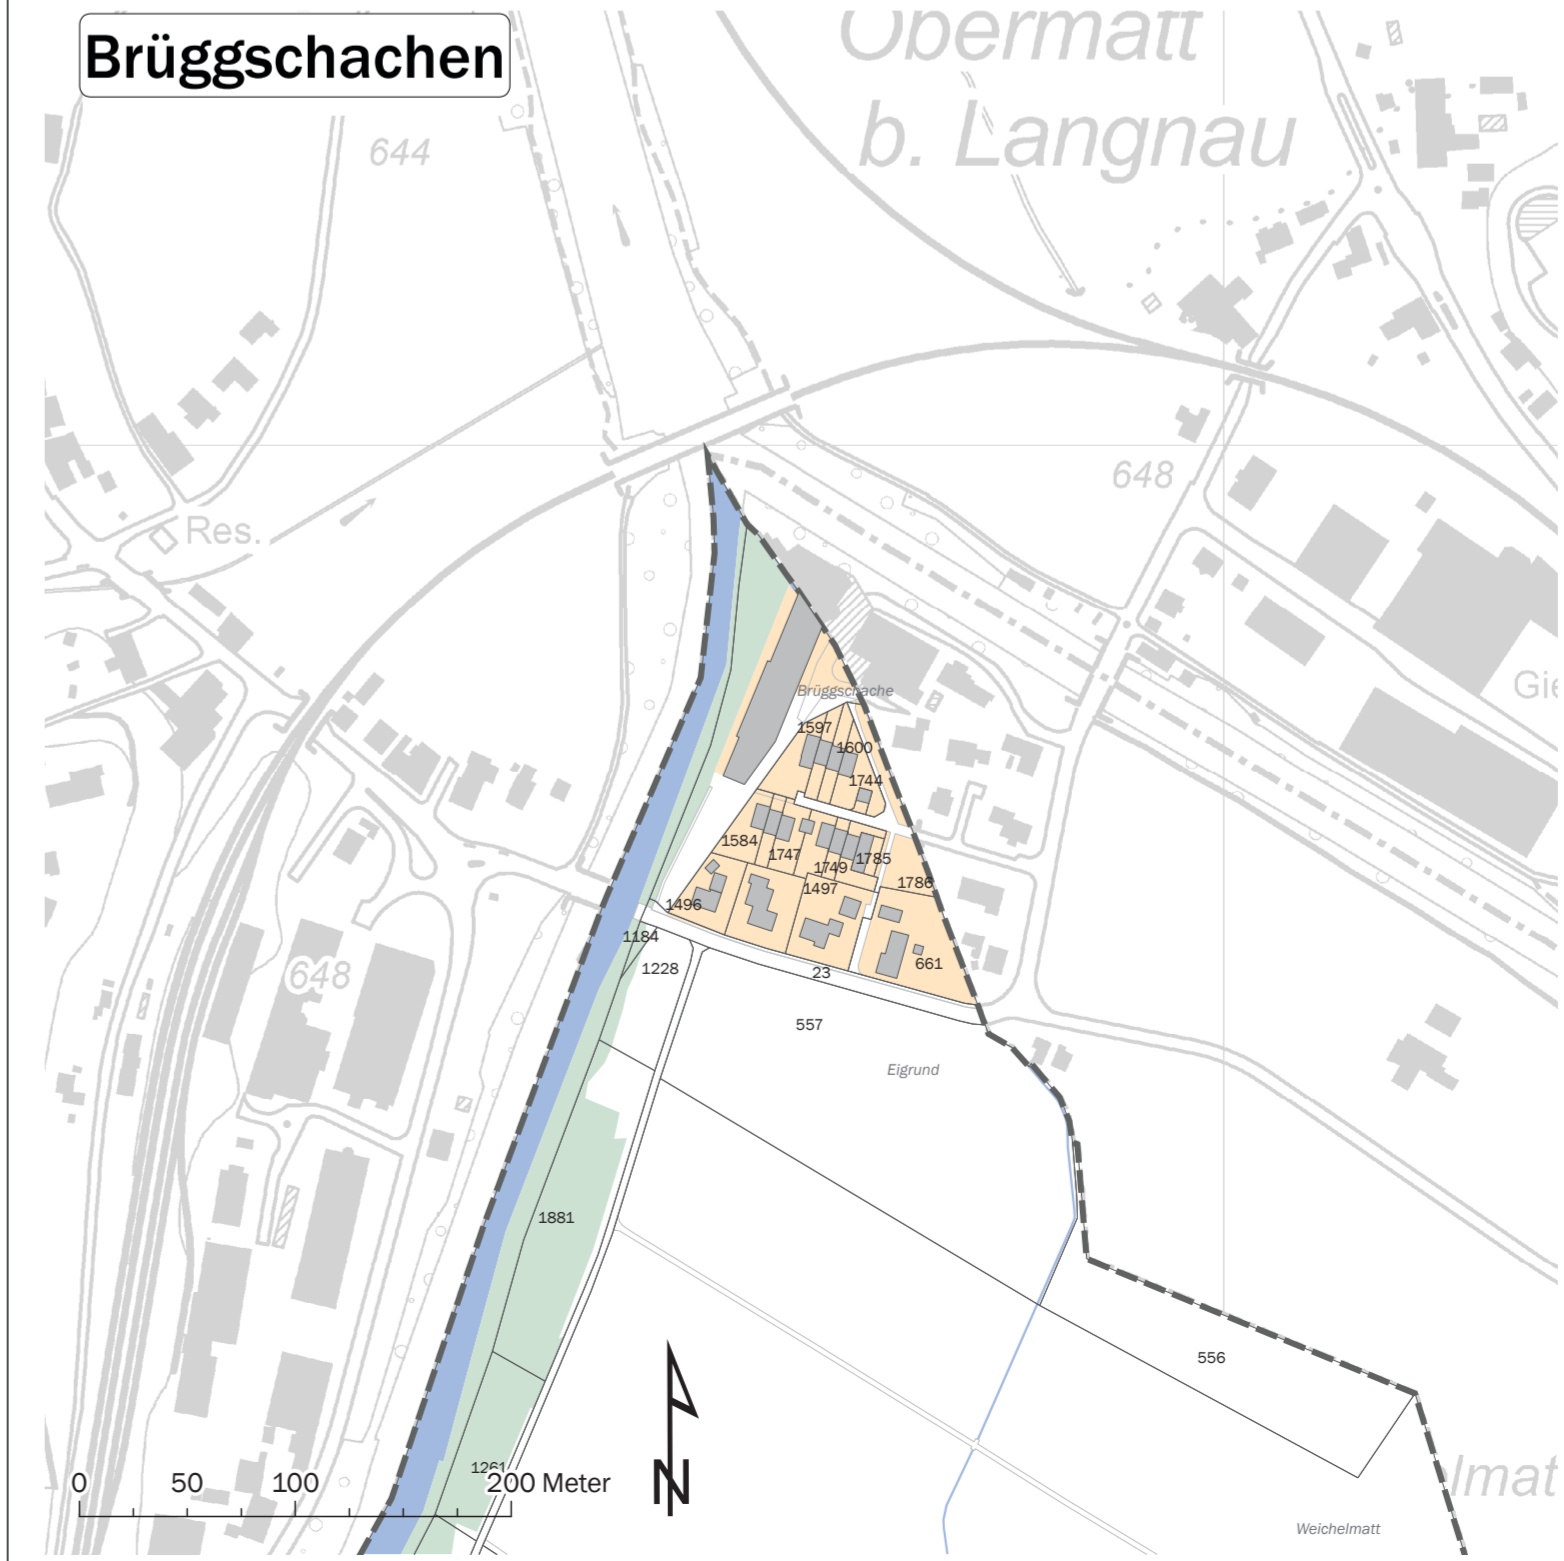 Brüggschachen
Obermatt
b. Langnau
644
648
Res.
Gie
Brüggschache
1597
1600
1744
1584
1747
1749
1785
1497
1786
1496
1184
1228
23
661
648
557
Eigrund
1881
556
1261
0 50 100 200 Meter
N
lmat
Weichelmatt